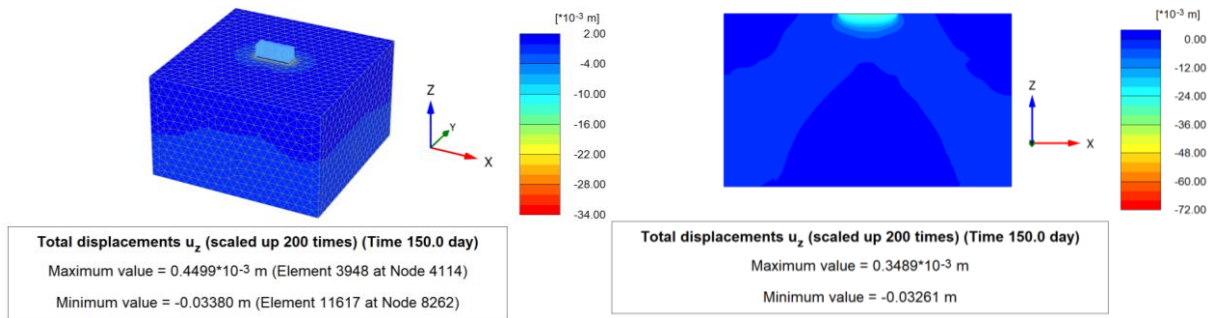 [*10⁻³ m]
2.00
-4.00
-10.00
-16.00
-22.00
-28.00
-34.00
Z
Y
X
Total displacements u_z (scaled up 200 times) (Time 150.0 day)
Maximum value = 0.4499*10⁻³ m (Element 3948 at Node 4114)
Minimum value = -0.03380 m (Element 11617 at Node 8262)
[*10⁻³ m]
0.00
-12.00
-24.00
-36.00
-48.00
-60.00
-72.00
Z
X
Total displacements u_z (scaled up 200 times) (Time 150.0 day)
Maximum value = 0.3489*10⁻³ m
Minimum value = -0.03261 m